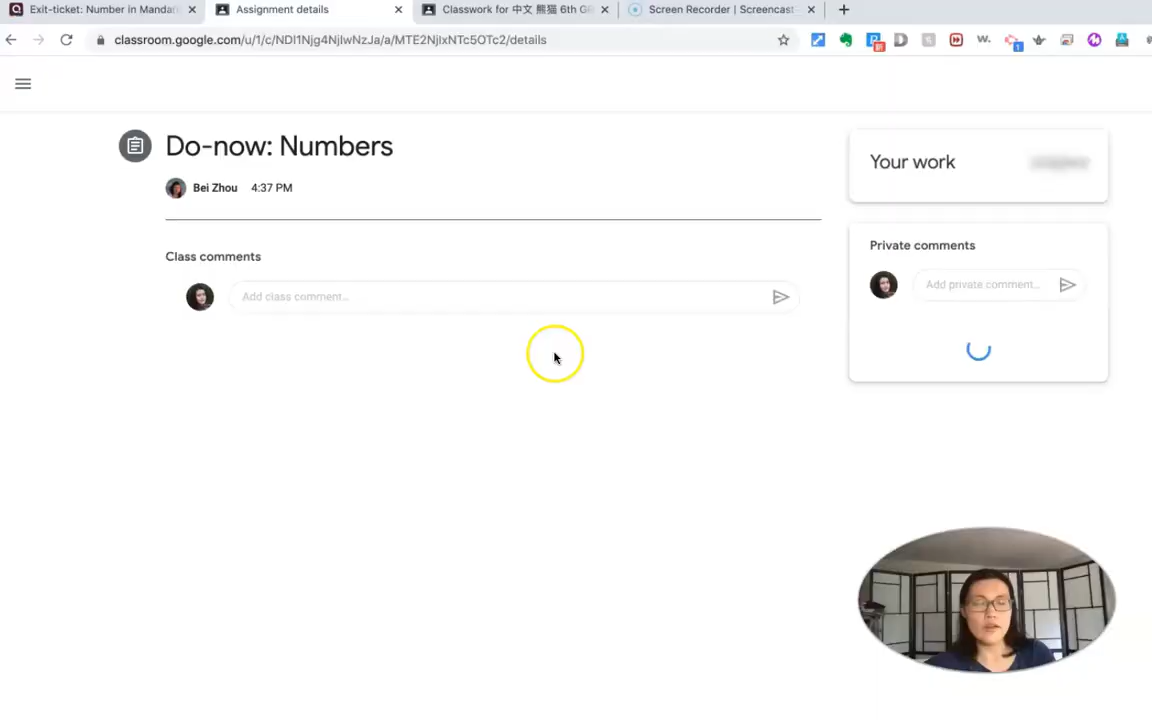 Exit-ticket: Number in Mandari
Assignment details
Classwork for 中文 熊猫 6th G
Screen Recorder | Screencast
classroom.google.com/u/1/c/NDI1Njg4NjIwNzJa/a/MTE2NjIxNTc5OTc2/details
Do-now: Numbers
Bei Zhou 4:37 PM
Class comments
Add class comment...
Your work
Private comments
Add private comment...